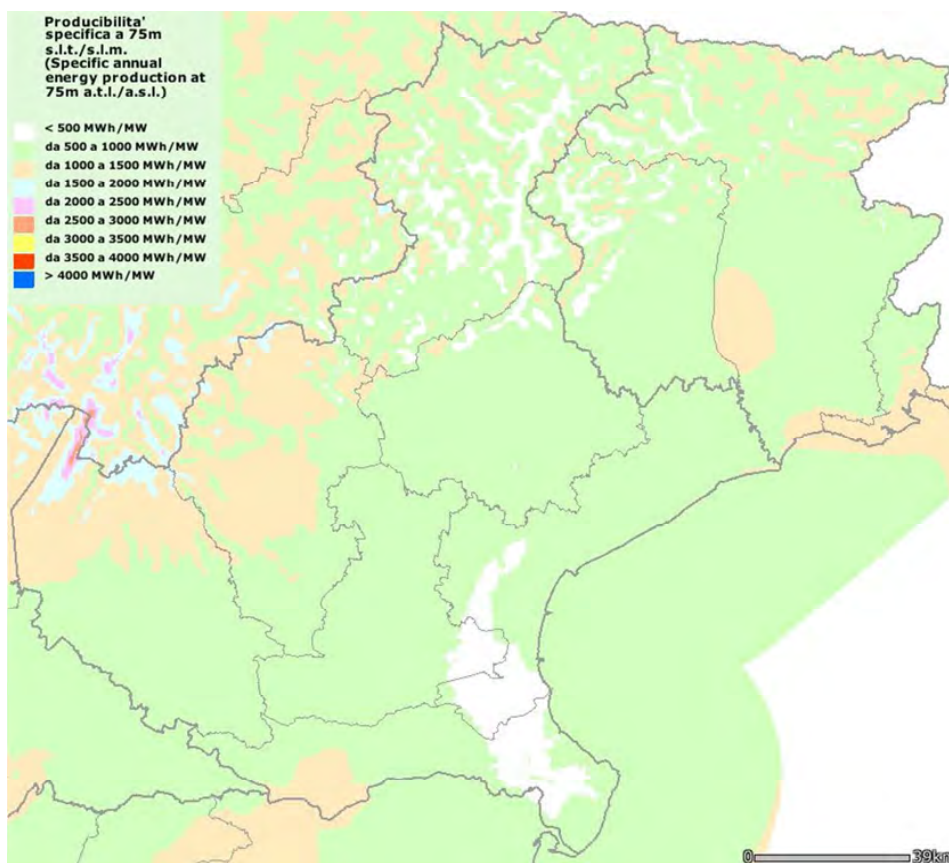 Producibilita'
specifica a 75m
s.l.t./s.l.m.
(Specific annual
energy production at
75m a.t.l./a.s.l.)
< 500 MWh/MW
da 500 a 1000 MWh/MW
da 1000 a 1500 MWh/MW
da 1500 a 2000 MWh/MW
da 2000 a 2500 MWh/MW
da 2500 a 3000 MWh/MW
da 3000 a 3500 MWh/MW
da 3500 a 4000 MWh/MW
> 4000 MWh/MW
0 39km